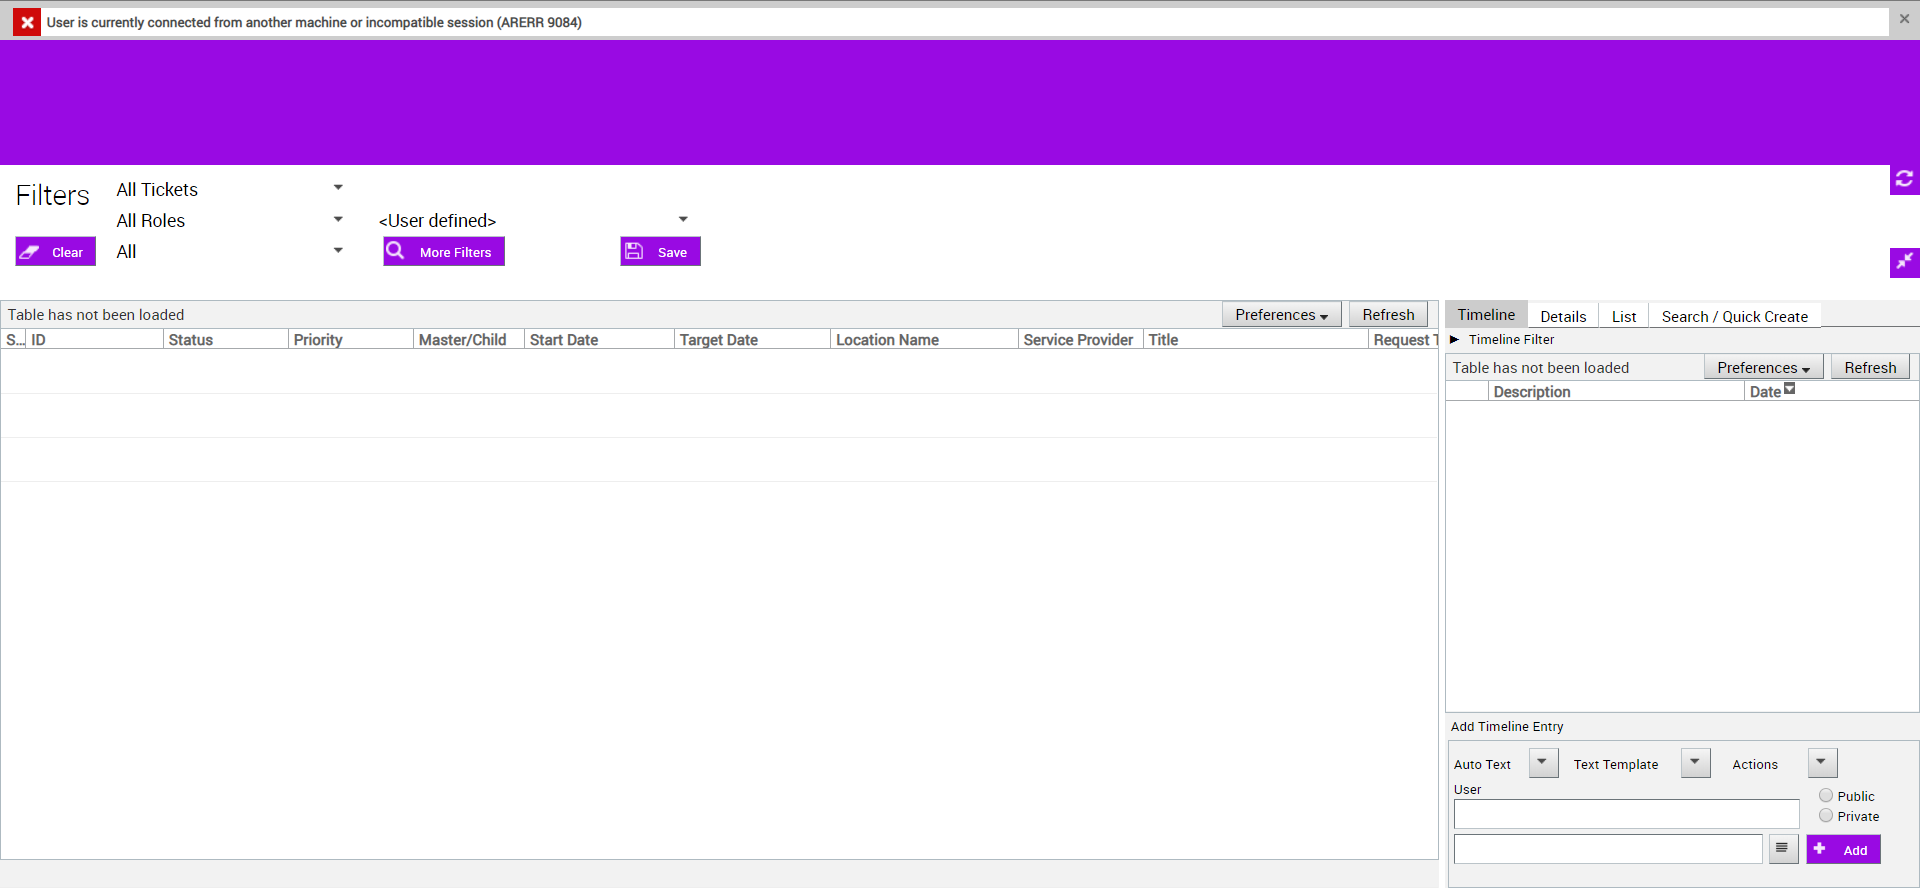 User is currently connected from another machine or incompatible session (ARERR 9084)
Filters
All Tickets
All Roles
<User defined>
Clear
All
More Filters
Save
Table has not been loaded
Preferences
Refresh
S... ID Status Priority Master/Child Start Date Target Date Location Name Service Provider Title Request T
Timeline
Details
List
Search / Quick Create
Timeline Filter
Table has not been loaded
Preferences
Refresh
Description Date
Add Timeline Entry
Auto Text
Text Template
Actions
User
Public
Private
Add